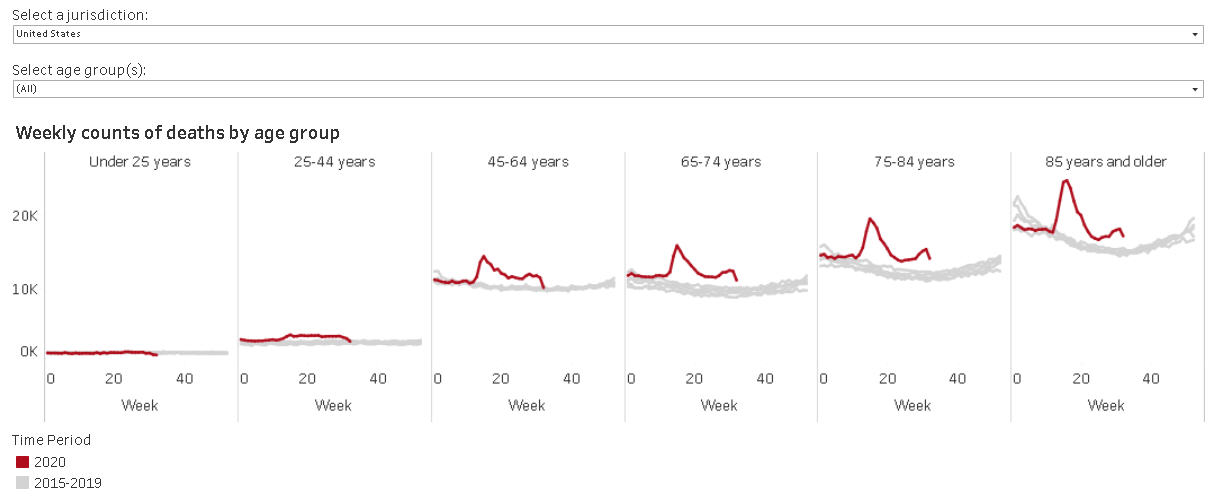 Select a jurisdiction:
United States
Select age group(s):
(All)
Weekly counts of deaths by age group
Under 25 years 25-44 years 45-64 years 65-74 years 75-84 years 85 years and older
20K
10K
0K
0 20 40 0 20 40 0 20 40 0 20 40 0 20 40 0 20 40
Week Week Week Week Week Week
Time Period
2020
2015-2019